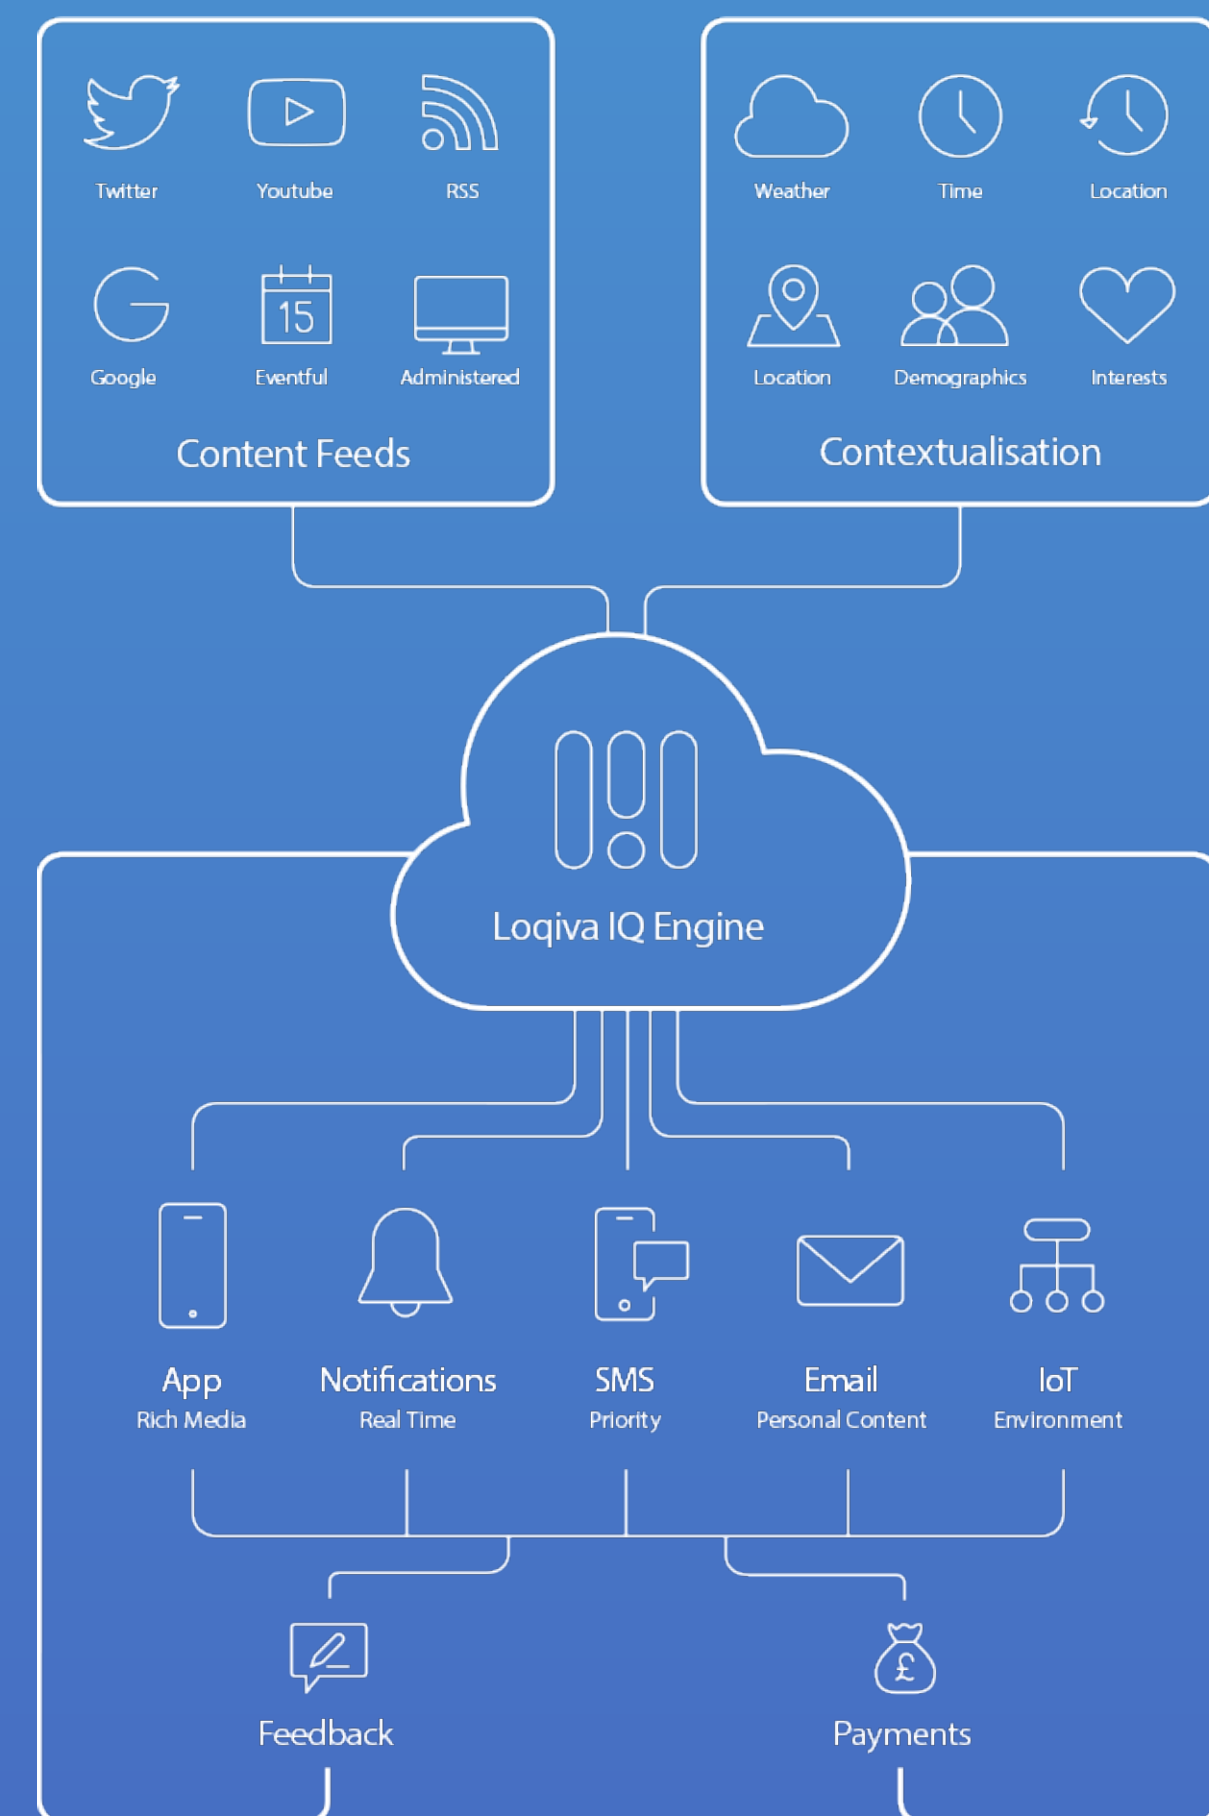 Twitter
Youtube
RSS
Google
15
Eventful
Administered
Content Feeds
Weather
Time
Location
Location
Demographics
Interests
Contextualisation
Loqiva IQ Engine
App
Rich Media
Notifications
Real Time
SMS
Priority
Email
Personal Content
IoT
Environment
Feedback
£
Payments